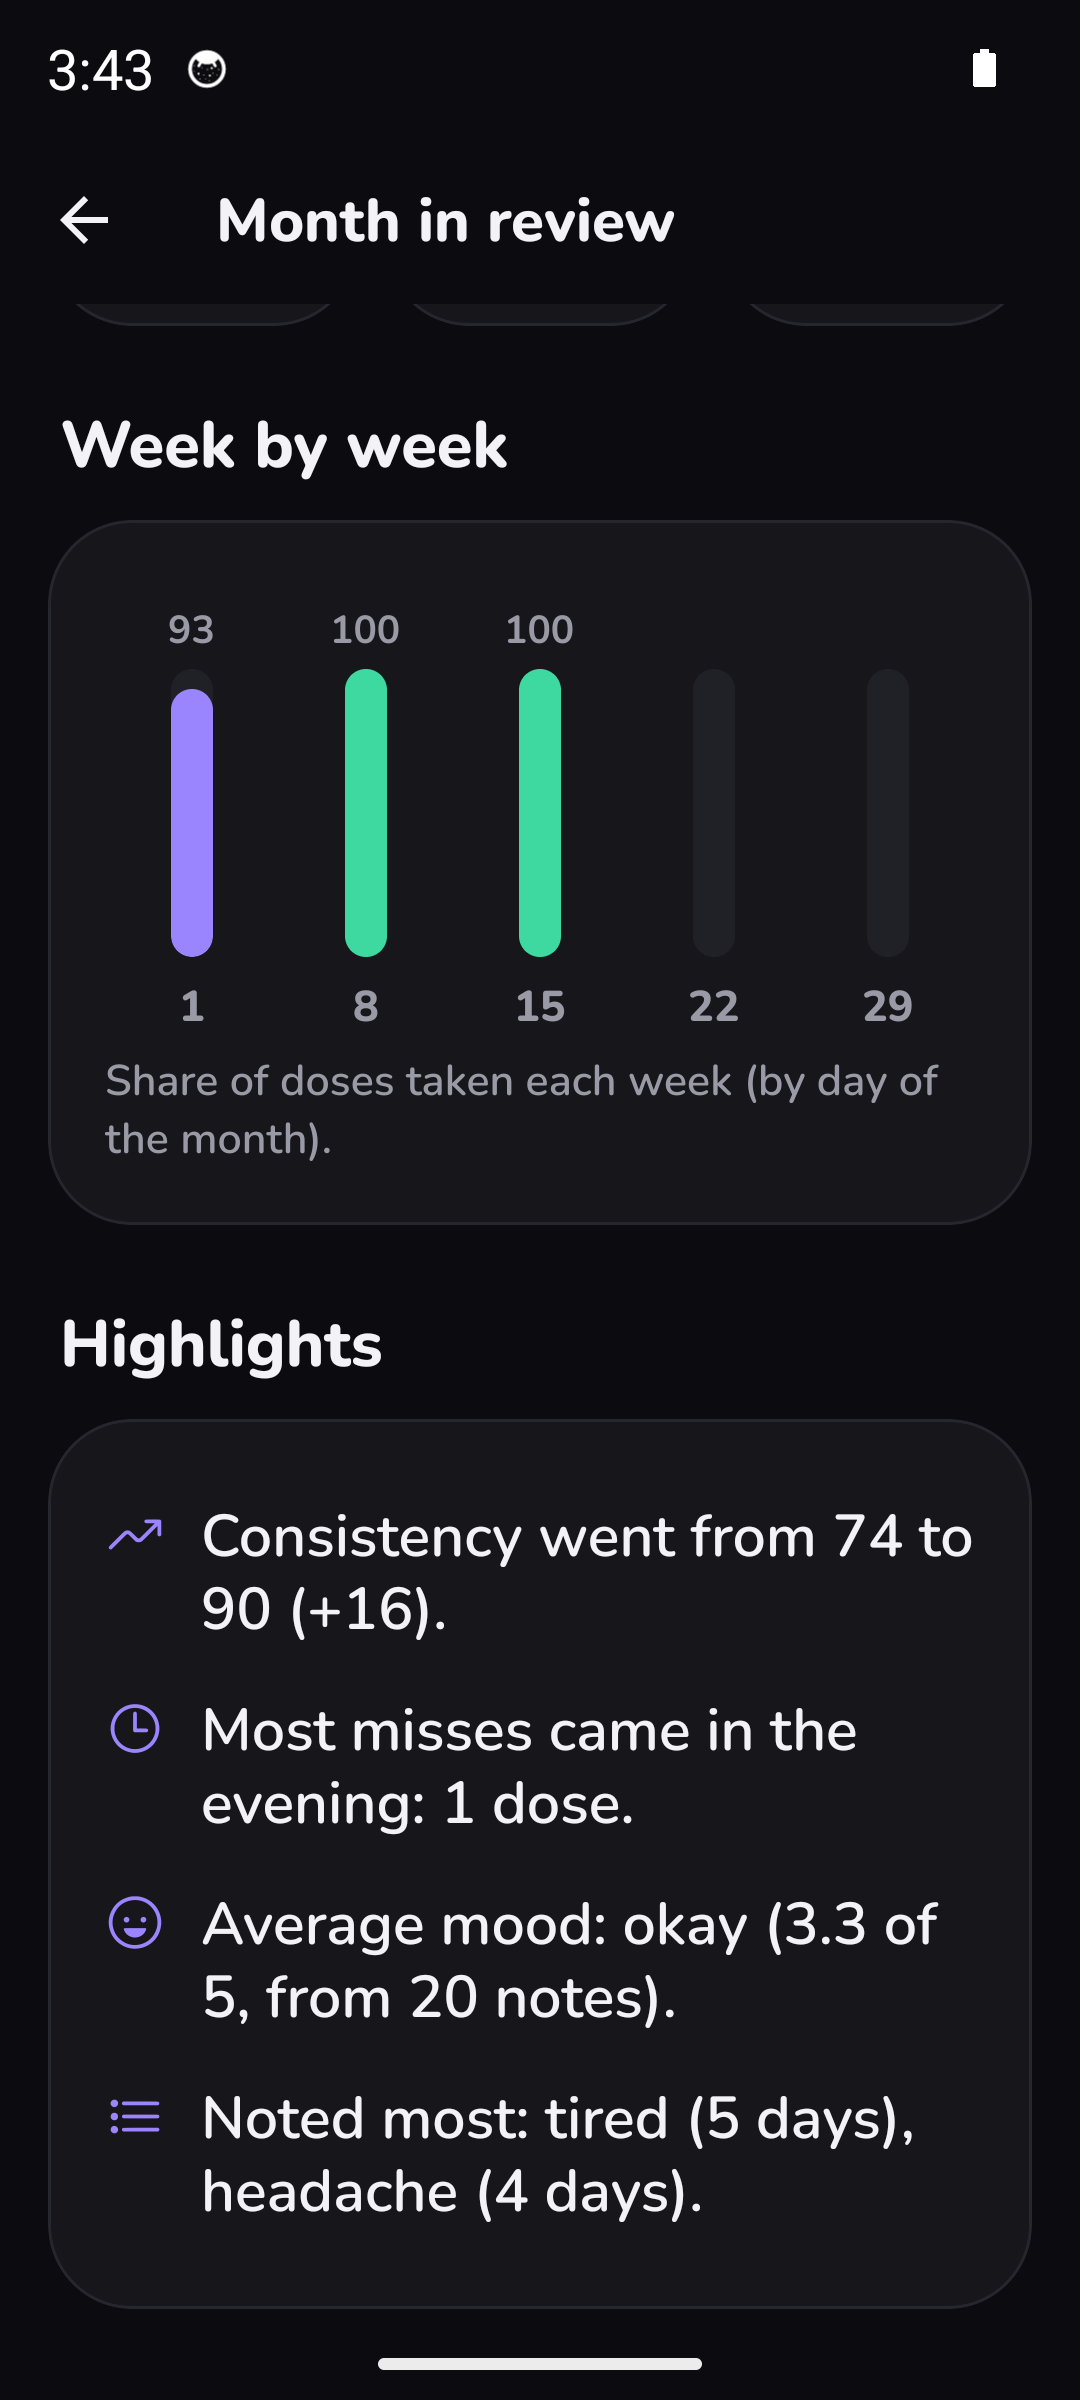 3:43
Month in review
Week by week
93 100 100
1 8 15 22 29
Share of doses taken each week (by day of
the month).
Highlights
Consistency went from 74 to
90 (+16).
Most misses came in the
evening: 1 dose.
Average mood: okay (3.3 of
5, from 20 notes).
Noted most: tired (5 days),
headache (4 days).